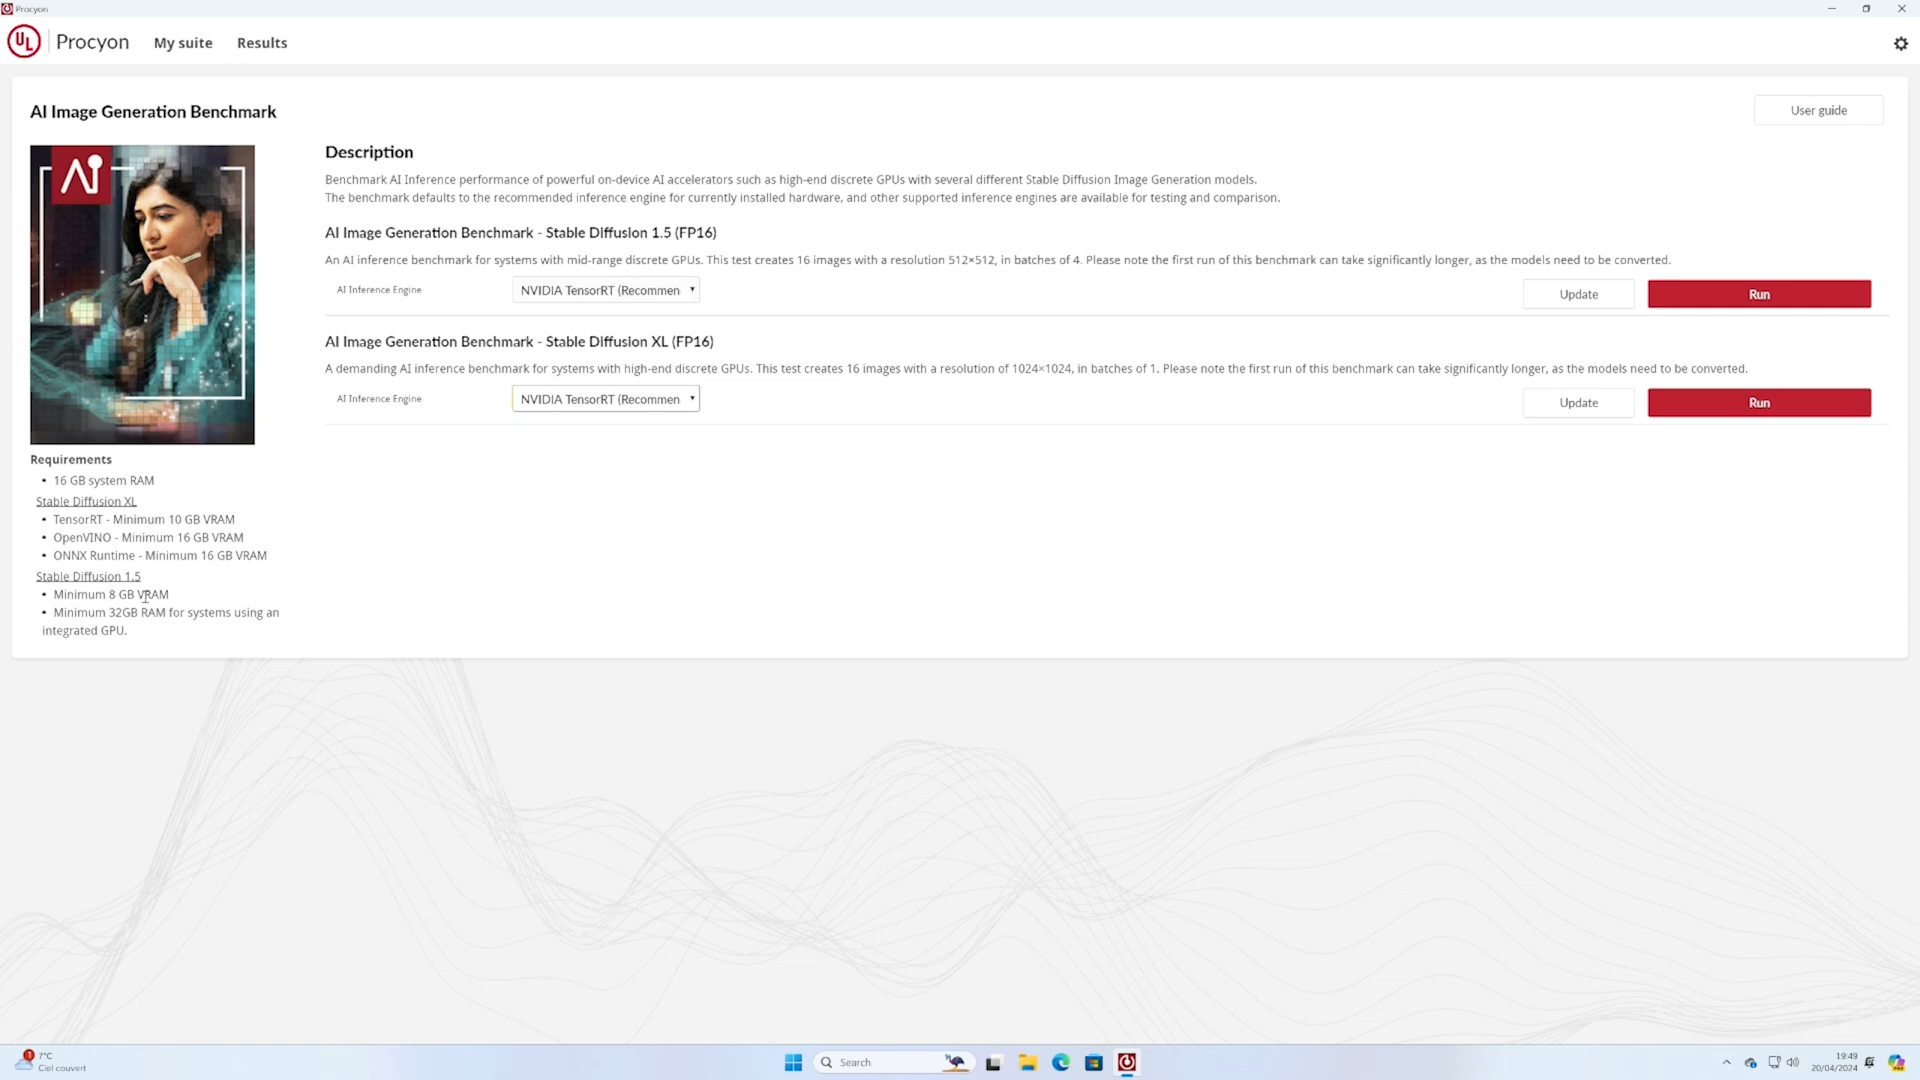 Procyon
UL Procyon My suite Results
AI Image Generation Benchmark
User guide
AI
Description
Benchmark AI Inference performance of powerful on-device AI accelerators such as high-end discrete GPUs with several different Stable Diffusion Image Generation models.
The benchmark defaults to the recommended inference engine for currently installed hardware, and other supported inference engines are available for testing and comparison.
AI Image Generation Benchmark - Stable Diffusion 1.5 (FP16)
An AI inference benchmark for systems with mid-range discrete GPUs. This test creates 16 images with a resolution 512×512, in batches of 4. Please note the first run of this benchmark can take significantly longer, as the models need to be converted.
AI Inference Engine
NVIDIA TensorRT (Recommen
Update
Run
AI Image Generation Benchmark - Stable Diffusion XL (FP16)
A demanding AI inference benchmark for systems with high-end discrete GPUs. This test creates 16 images with a resolution of 1024×1024, in batches of 1. Please note the first run of this benchmark can take significantly longer, as the models need to be converted.
AI Inference Engine
NVIDIA TensorRT (Recommen
Update
Run
Requirements
• 16 GB system RAM
Stable Diffusion XL
• TensorRT - Minimum 10 GB VRAM
• OpenVINO - Minimum 16 GB VRAM
• ONNX Runtime - Minimum 16 GB VRAM
Stable Diffusion 1.5
• Minimum 8 GB VRAM
• Minimum 32GB RAM for systems using an
integrated GPU.
1
7°C
Ciel couvert
Search
19:49
20/04/2024